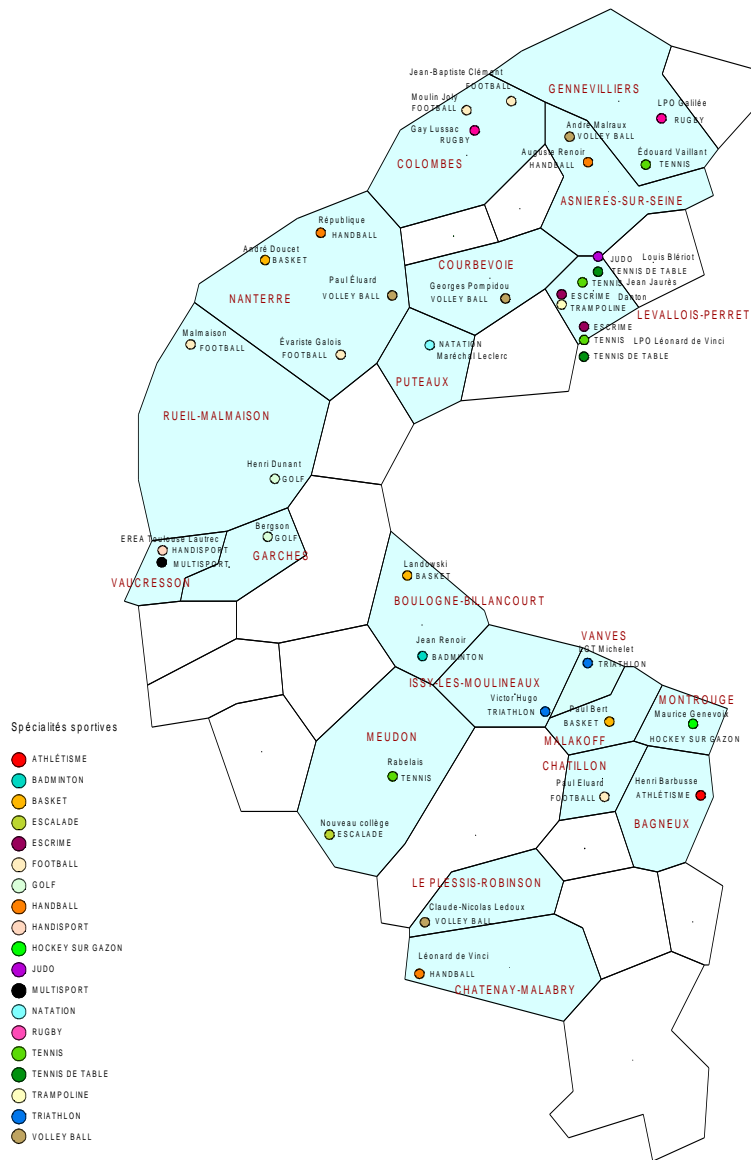 Jean-Baptiste Clément
FOOTBALL
GENNEVILLIERS
Moulin Joly
FOOTBALL
LPO Galilée
RUGBY
Gay Lussac
RUGBY
André Malraux
VOLLEY BALL
COLOMBES
Auguste Renoir
HANDBALL
Édouard Vaillant
TENNIS
ASNIERES-SUR-SEINE
République
HANDBALL
André Doucet
BASKET
COURBEVOIE
JUDO
Louis Blériot
TENNIS DE TABLE
Paul Éluard
VOLLEY BALL
Georges Pompidou
VOLLEY BALL
TENNIS
Jean Jaurès
NANTERRE
ESCRIME
Danton
TRAMPOLINE
LEVALLOIS-PERRET
ESCRIME
Malmaison
FOOTBALL
Évariste Galois
FOOTBALL
NATATION
Maréchal Leclerc
TENNIS
LPO Léonard de Vinci
TENNIS DE TABLE
PUTEAUX
RUEIL-MALMAISON
Henri Dunant
GOLF
Bergson
GOLF
EREA Toulouse Lautrec
HANDISPORT
MULTISPORT
GARCHES
VAUCRESSON
Landowski
BASKET
BOULOGNE-BILLANCOURT
Jean Renoir
BADMINTON
VANVES
LGT Michelet
TRIATHLON
ISSY-LES-MOULINEAUX
Victor Hugo
TRIATHLON
MONTROUGE
Maurice Genevoix
HOCKEY SUR GAZON
Paul Bert
BASKET
MALAKOFF
MEUDON
CHATILLON
Rabelais
TENNIS
Paul Eluard
FOOTBALL
Henri Barbusse
ATHLÉTISME
BAGNEUX
Nouveau collège
ESCALADE
LE PLESSIS-ROBINSON
Claude-Nicolas Ledoux
VOLLEY BALL
Léonard de Vinci
HANDBALL
CHATENAY-MALABRY
Spécialités sportives
ATHLÉTISME
BADMINTON
BASKET
ESCALADE
ESCRIME
FOOTBALL
GOLF
HANDBALL
HANDISPORT
HOCKEY SUR GAZON
JUDO
MULTISPORT
NATATION
RUGBY
TENNIS
TENNIS DE TABLE
TRAMPOLINE
TRIATHLON
VOLLEY BALL